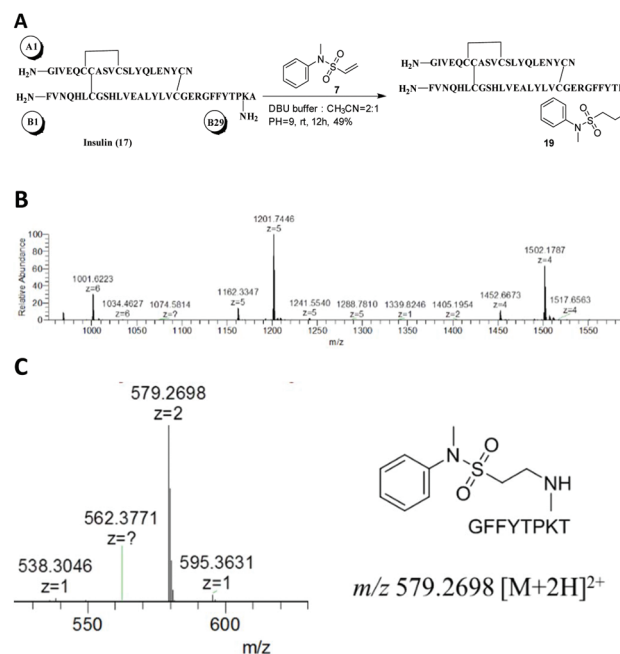 A
A1
H₂N—GIVEQCCASVCSLYQLENYCN
H₂N—FVNQHLCGSHLVEALYLVCGERGFFYTPKA
NH₂
B1
B29
Insulin (17)
N
O
S
O
7
DBU buffer : CH₃CN=2:1
PH=9, rt, 12h, 49%
H₂N—GIVEQCCASVCSLYQLENYCN
H₂N—FVNQHLCGSHLVEALYLVCGERGFFYT
O
N
S
O
19
B
Relative Abundance
100
80
60
40
20
0
1001.6223
z=6
1034.4627
z=6
1074.5814
z=?
1162.3347
z=5
1201.7446
z=5
1241.5540
z=5
1288.7810
z=5
1339.8246
z=1
1405.1954
z=2
1452.6673
z=4
1502.1787
z=4
1517.6563
z=4
1000 1050 1100 1150 1200 1250 1300 1350 1400 1450 1500 1550
m/z
C
579.2698
z=2
562.3771
z=?
538.3046
z=1
595.3631
z=1
550 600
m/z
N
O
S
O
NH
GFFYTPKT
m/z 579.2698 [M+2H]²⁺